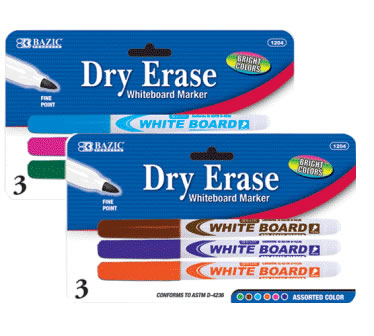 BAZIC
1204
Dry Erase
Whiteboard Marker
BRIGHT
COLORS
FINE
POINT
WHITE BOARD
3
BAZIC
1204
Dry Erase
Whiteboard Marker
BRIGHT
COLORS
FINE
POINT
WHITE BOARD
WHITE BOARD
WHITE BOARD
3
CONFORMS TO ASTM D-4236
ASSORTED COLOR